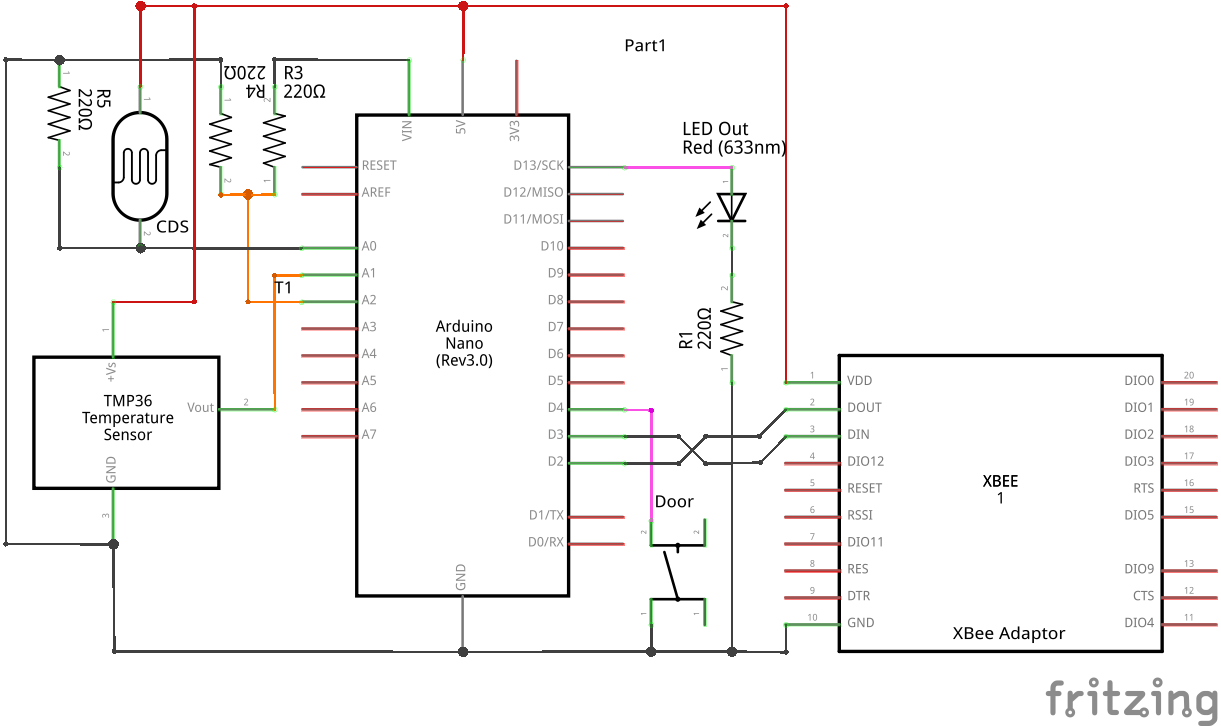 Part1
R5
220Ω
1
2
CDS
1
2
R4
220Ω
1
2
R3
220Ω
2
1
VIN
5V
3V3
RESET
AREF
A0
A1
A2
A3
A4
A5
A6
A7
D13/SCK
D12/MISO
D11/MOSI
D10
D9
D8
D7
D6
D5
D4
D3
D2
D1/TX
D0/RX
GND
Arduino
Nano
(Rev3.0)
LED Out
Red (633nm)
1
2
R1
220Ω
2
1
T1
1
+Vs
TMP36
Temperature
Sensor
Vout 2
GND
3
Door
2 2
1 1
1 VDD
2 DOUT
3 DIN
4 DIO12
5 RESET
6 RSSI
7 DIO11
8 RES
9 DTR
10 GND
XBEE
1
DIO0 20
DIO1 19
DIO2 18
DIO3 17
RTS 16
DIO5 15
DIO9 13
CTS 12
DIO4 11
XBee Adaptor
fritzing